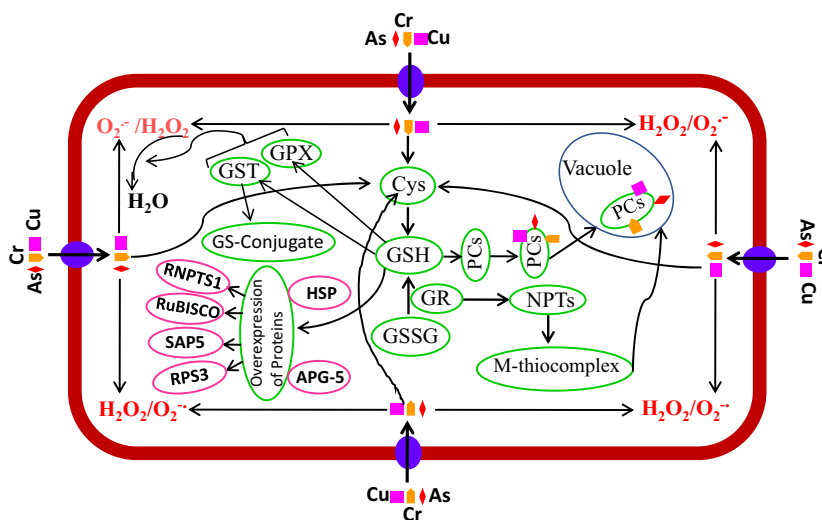 Cr
As Cu
O₂·⁻ /H₂O₂
H₂O₂/O₂·⁻
GPX
GST
H₂O
Cys
Vacuole
PCs
Cu
Cr
As
GS-Conjugate
GSH
PCs
PCs
As
Cr
Cu
RNPTS1
HSP
GR
NPTs
RuBISCO
Overexpression
of Proteins
GSSG
SAP5
M-thiocomplex
RPS3
APG-5
H₂O₂/O₂⁻·
H₂O₂/O₂⁻·
Cu As
Cr